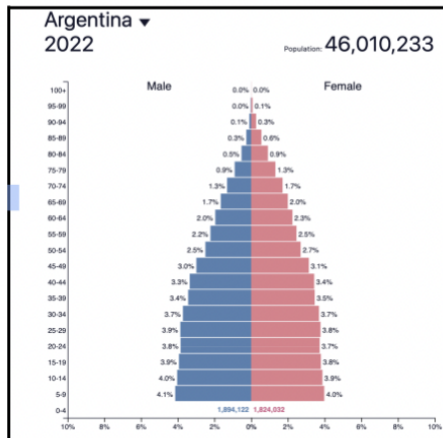 Argentina
2022
Population: 46,010,233
Male Female
100+ 0.0% 0.0%
95-99 0.0% 0.1%
90-94 0.1% 0.3%
85-89 0.3% 0.6%
80-84 0.5% 0.9%
75-79 0.9% 1.3%
70-74 1.3% 1.7%
65-69 1.7% 2.0%
60-64 2.0% 2.3%
55-59 2.2% 2.5%
50-54 2.5% 2.7%
45-49 3.0% 3.1%
40-44 3.3% 3.4%
35-39 3.4% 3.5%
30-34 3.7% 3.7%
25-29 3.9% 3.8%
20-24 3.8% 3.7%
15-19 3.9% 3.8%
10-14 4.0% 3.9%
5-9 4.1% 4.0%
0-4 1,894,122 1,824,032
10% 8% 6% 4% 2% 0% 2% 4% 6% 8% 10%